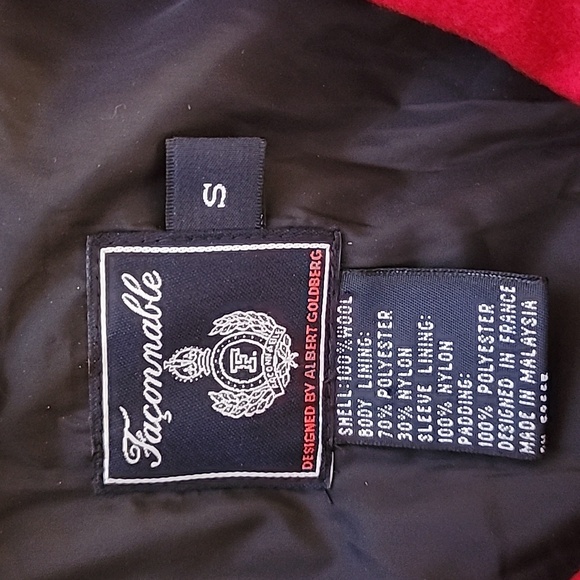 S
Façonnable
F
FAÇONNABLE
DESIGNED BY ALBERT GOLDBERG
SHELL:100%WOOL
BODY LINING:
70% POLYESTER
30% NYLON
SLEEVE LINING:
100% NYLON
PADDING:
100% POLYESTER
DESIGNED IN FRANCE
MADE IN MALAYSIA